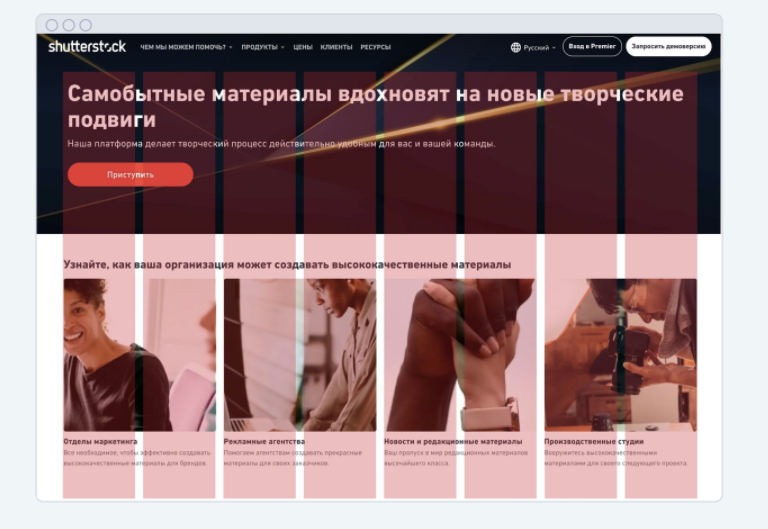 shutterstock ЧЕМ МЫ МОЖЕМ ПОМОЧЬ? ПРОДУКТЫ ЦЕНЫ КЛИЕНТЫ РЕСУРСЫ Русский Вход в Premier Запросить демоверсию
Самобытные материалы вдохновят на новые творческие
подвиги
Наша платформа делает творческий процесс действительно удобным для вас и вашей команды.
Приступить
Узнайте, как ваша организация может создавать высококачественные материалы
Отделы маркетинга
Все необходимое, чтобы эффективно создавать
высококачественные материалы для брендов.
Рекламные агентства
Помогаем агентствам создавать прекрасные
материалы для своих заказчиков.
Новости и редакционные материалы
Ваш пропуск в мир редакционных материалов
высочайшего класса.
Производственные студии
Вооружитесь высококачественными
материалами для своего следующего проекта.